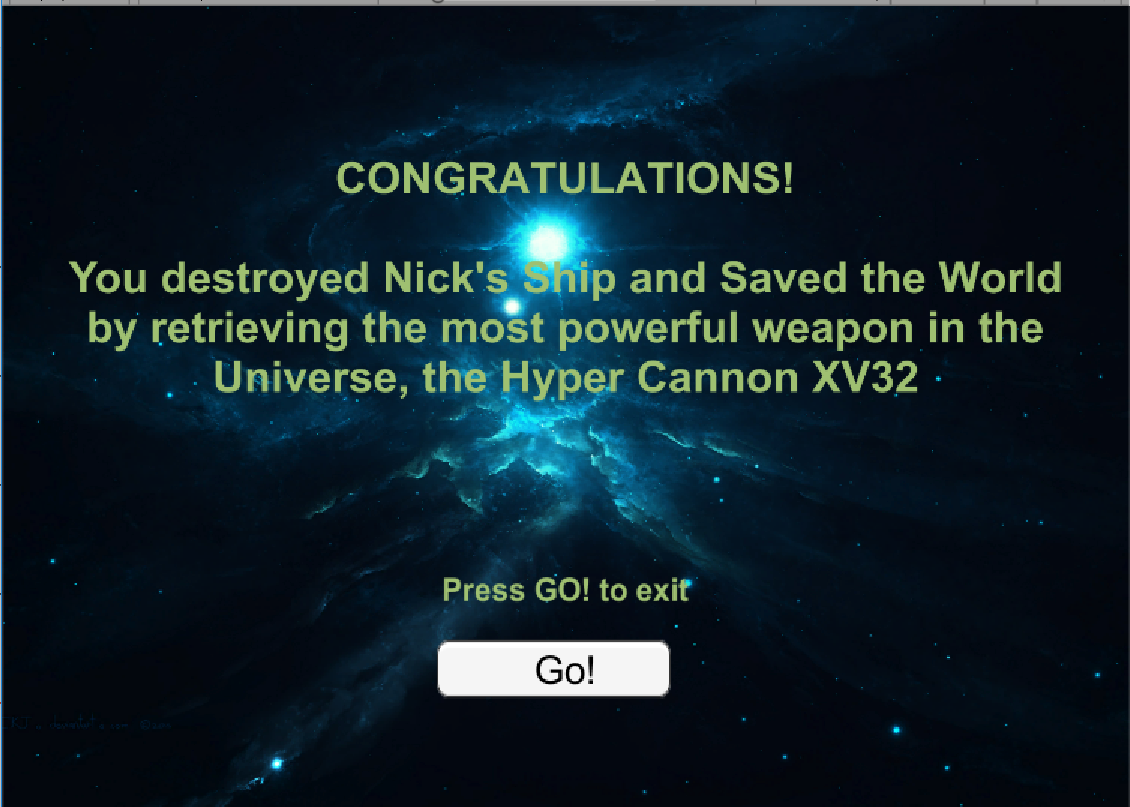 CONGRATULATIONS!
You destroyed Nick's Ship and Saved the World
by retrieving the most powerful weapon in the
Universe, the Hyper Cannon XV32
Press GO! to exit
Go!